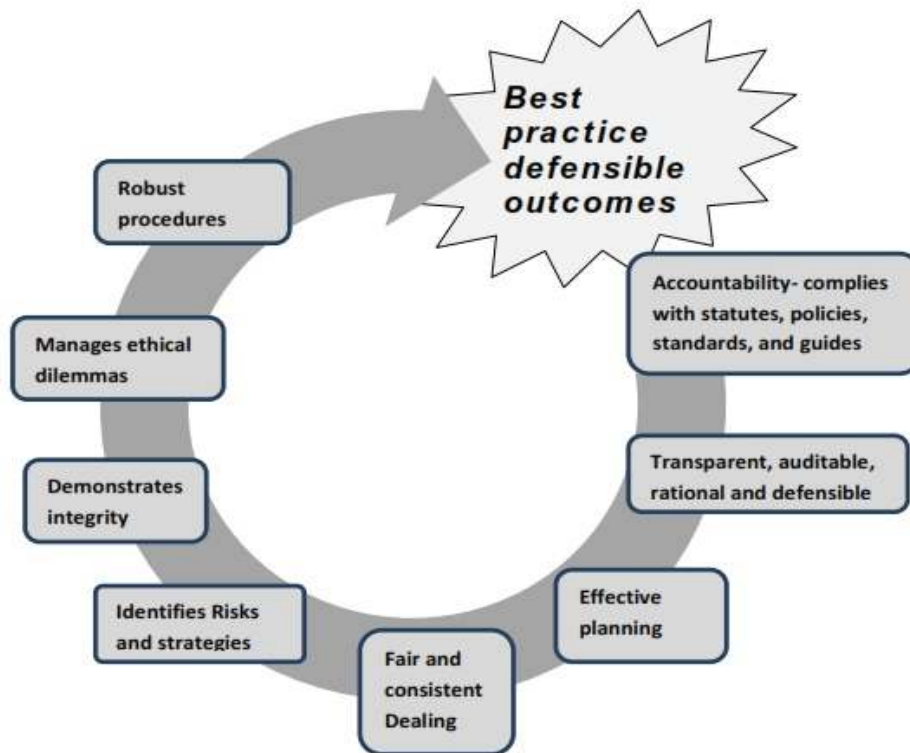 Best
practice
defensible
outcomes
Accountability- complies
with statutes, policies,
standards, and guides
Transparent, auditable,
rational and defensible
Effective
planning
Fair and
consistent
Dealing
Identifies Risks
and strategies
Demonstrates
integrity
Manages ethical
dilemmas
Robust
procedures